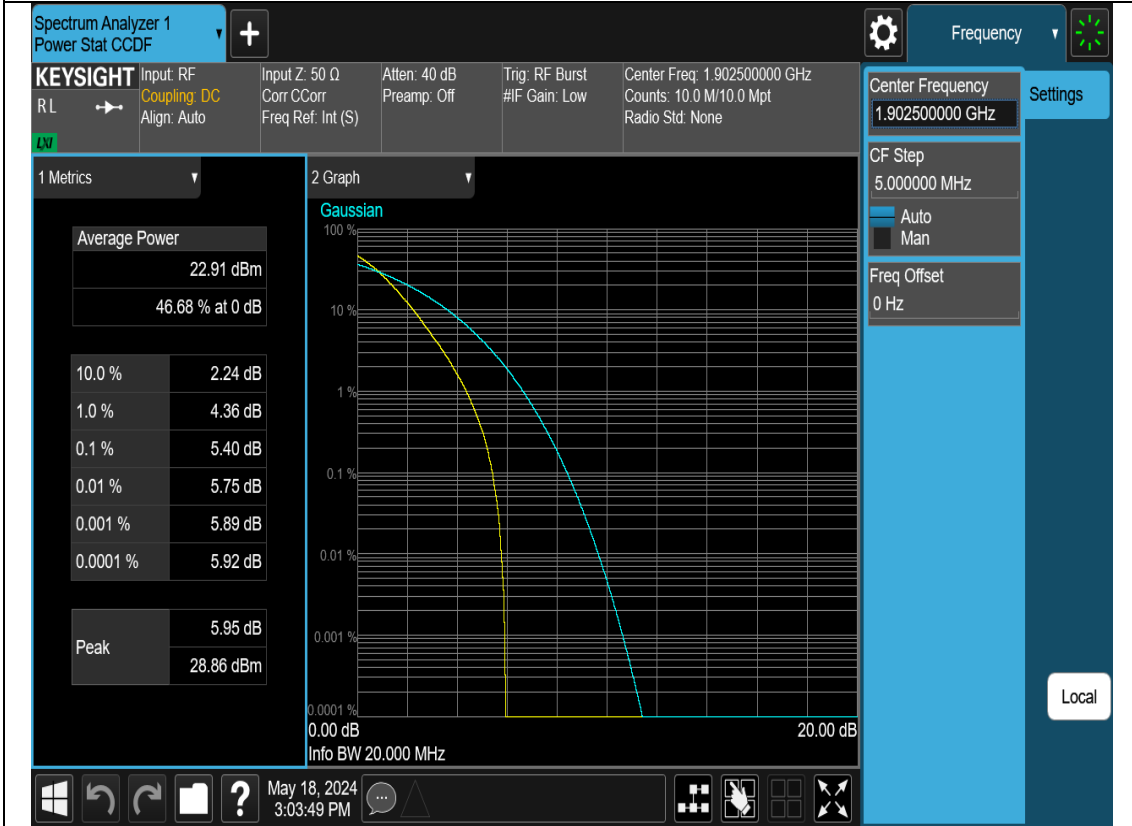 Spectrum Analyzer 1
Power Stat CCDF
Frequency
KEYSIGHT
RL
LXI
Input: RF
Coupling: DC
Align: Auto
Input Z: 50 Ω
Corr CCorr
Freq Ref: Int (S)
Atten: 40 dB
Preamp: Off
Trig: RF Burst
#IF Gain: Low
Center Freq: 1.902500000 GHz
Counts: 10.0 M/10.0 Mpt
Radio Std: None
Center Frequency
1.902500000 GHz
Settings
CF Step
5.000000 MHz
Auto
Man
Freq Offset
0 Hz
Local
1 Metrics
Average Power
22.91 dBm
46.68 % at 0 dB
10.0 % 2.24 dB
1.0 % 4.36 dB
0.1 % 5.40 dB
0.01 % 5.75 dB
0.001 % 5.89 dB
0.0001 % 5.92 dB
Peak
5.95 dB
28.86 dBm
2 Graph
Gaussian
100 %
10 %
1 %
0.1 %
0.01 %
0.001 %
0.0001 %
0.00 dB 20.00 dB
Info BW 20.000 MHz
?
May 18, 2024
3:03:49 PM